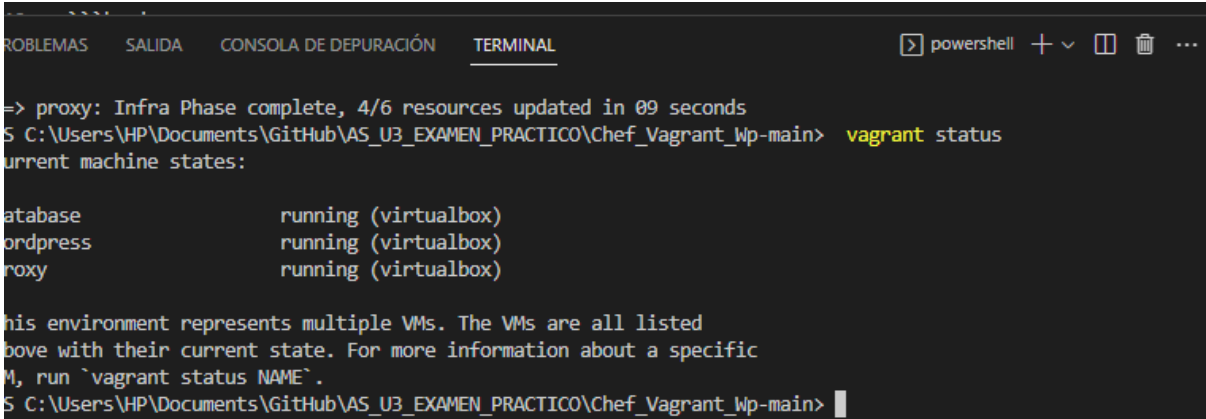 ROBLEMAS SALIDA CONSOLA DE DEPURACIÓN TERMINAL powershell
=> proxy: Infra Phase complete, 4/6 resources updated in 09 seconds
S C:\Users\HP\Documents\GitHub\AS_U3_EXAMEN_PRACTICO\Chef_Vagrant_Wp-main> vagrant status
urrent machine states:
atabase running (virtualbox)
ordpress running (virtualbox)
roxy running (virtualbox)
his environment represents multiple VMs. The VMs are all listed
bove with their current state. For more information about a specific
M, run `vagrant status NAME`.
S C:\Users\HP\Documents\GitHub\AS_U3_EXAMEN_PRACTICO\Chef_Vagrant_Wp-main>